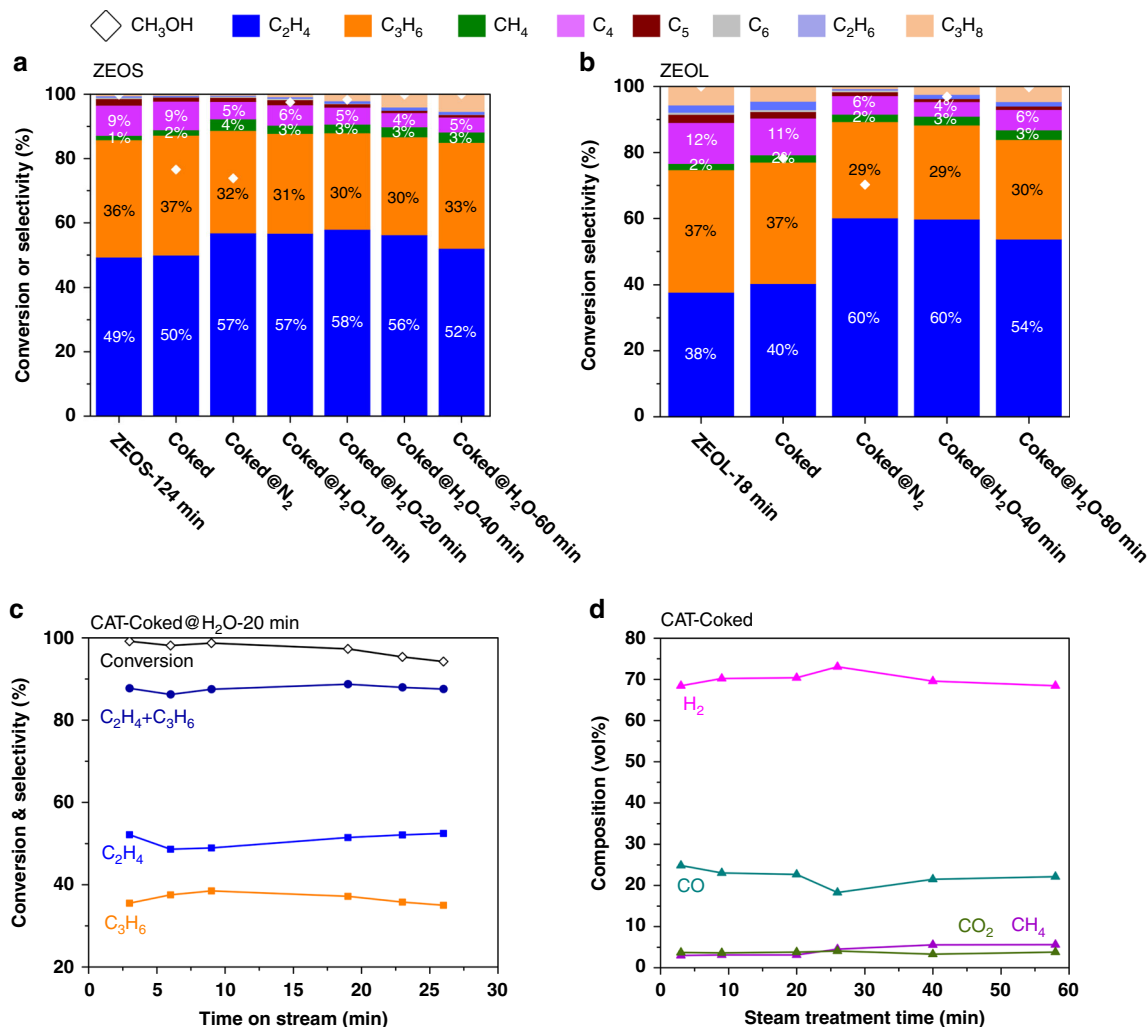 CH₃OH C₂H₄ C₃H₆ CH₄ C₄ C₅ C₆ C₂H₆ C₃H₈
a
ZEOS
Conversion or selectivity (%)
100
80
60
40
20
0
9% 9% 5% 6% 5% 4% 5%
1% 2% 4% 3% 3% 3% 3%
36% 37% 32% 31% 30% 30% 33%
49% 50% 57% 57% 58% 56% 52%
ZEOS-124 min
Coked
Coked@N₂
Coked@H₂O-10 min
Coked@H₂O-20 min
Coked@H₂O-40 min
Coked@H₂O-60 min
b
ZEOL
Conversion selectivity (%)
100
80
60
40
20
0
12% 11% 6% 4% 6%
2% 2% 2% 3% 3%
37% 37% 29% 29% 30%
38% 40% 60% 60% 54%
ZEOL-18 min
Coked
Coked@N₂
Coked@H₂O-40 min
Coked@H₂O-80 min
c
CAT-Coked@H₂O-20 min
Conversion & selectivity (%)
100
80
60
40
20
Conversion
C₂H₄+C₃H₆
C₂H₄
C₃H₆
0 5 10 15 20 25 30
Time on stream (min)
d
CAT-Coked
Composition (vol%)
80
70
60
50
40
30
20
10
0
H₂
CO
CO₂ CH₄
0 10 20 30 40 50 60
Steam treatment time (min)